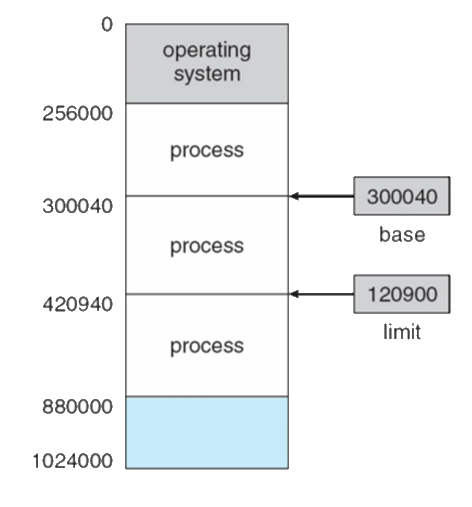 0
operating
system
256000
process
300040
300040
base
process
420940
120900
limit
process
880000
1024000